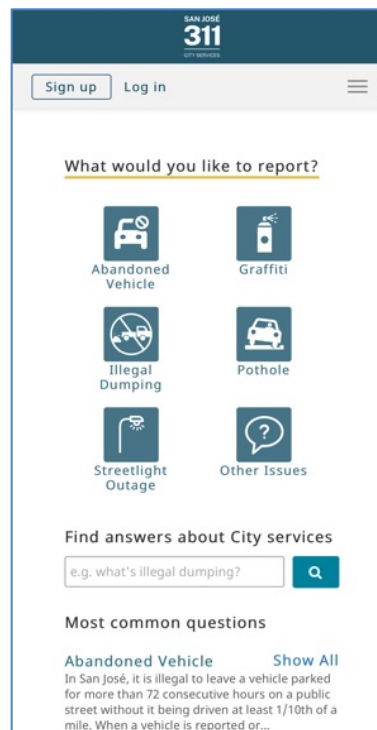 SAN JOSÉ
311
CITY SERVICES
Sign up Log in
What would you like to report?
Abandoned
Vehicle
Graffiti
Illegal
Dumping
Pothole
Streetlight
Outage
?
Other Issues
Find answers about City services
e.g. what's illegal dumping?
Most common questions
Abandoned Vehicle Show All
In San José, it is illegal to leave a vehicle parked
for more than 72 consecutive hours on a public
street without it being driven at least 1/10th of a
mile. When a vehicle is reported or...